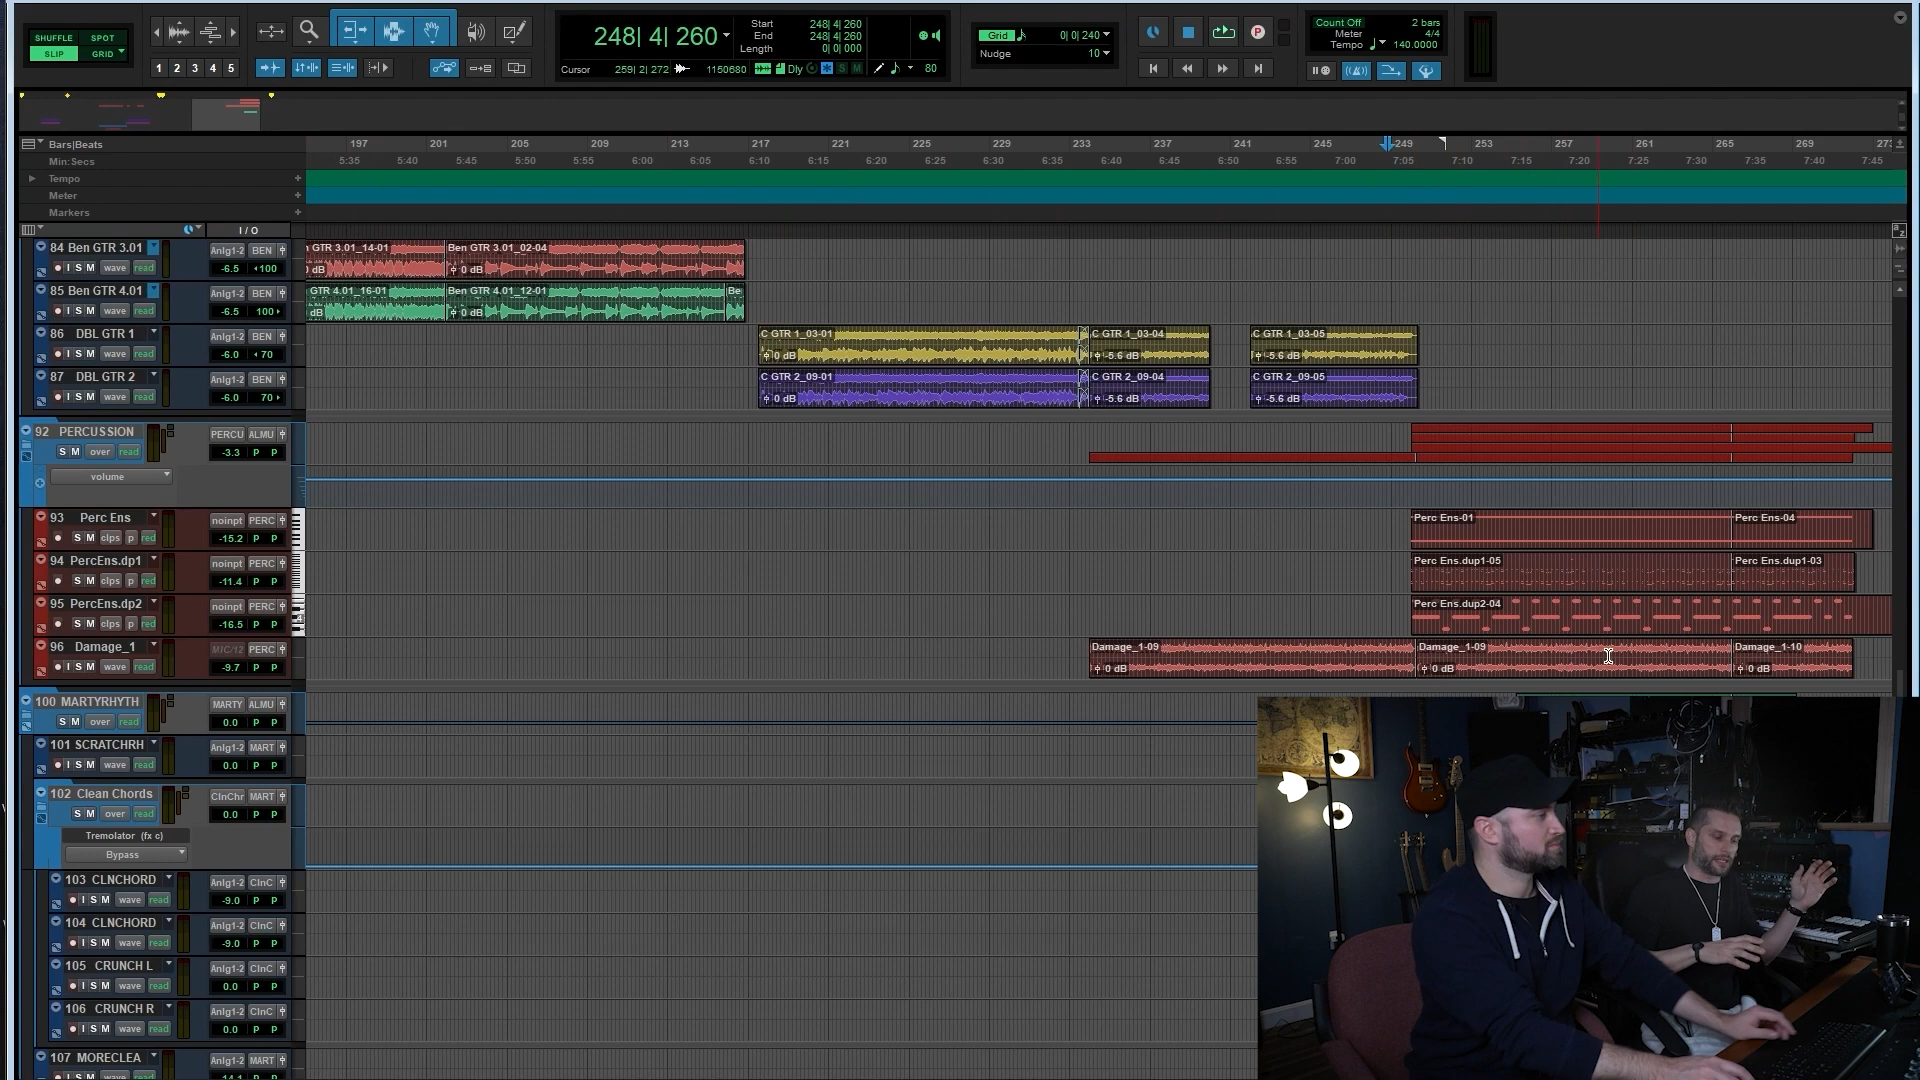 SHUFFLE SPOT
SLIP GRID
1 2 3 4 5
248| 4| 260
Start 248| 4| 260
End 248| 4| 260
Length 0| 0| 000
Cursor 259| 2| 272 1150680 Dly S M 80
Grid 0| 0| 240
Nudge 10
P
Count Off 2 bars
Meter 4/4
Tempo 140.0000
Bars|Beats 197 201 205 209 213 217 221 225 229 233 237 241 245 249 253 257 261 265 269 273
Min:Secs 5:35 5:40 5:45 5:50 5:55 6:00 6:05 6:10 6:15 6:20 6:25 6:30 6:35 6:40 6:45 6:50 6:55 7:00 7:05 7:10 7:15 7:20 7:25 7:30 7:35 7:40 7:45
Tempo
Meter
Markers
I / O
84 Ben GTR 3.01 Anlg1-2 BEN GTR 3.01_14-01 Ben GTR 3.01_02-04
I S M wave read -6.5 100 dB 0 dB
85 Ben GTR 4.01 Anlg1-2 BEN GTR 4.01_16-01 Ben GTR 4.01_12-01 Be
I S M wave read -6.5 100 dB 0 dB
86 DBL GTR 1 Anlg1-2 BEN C GTR 1_03-01 C GTR 1_03-04 C GTR 1_03-05
I S M wave read -6.0 70 0 dB -5.6 dB -5.6 dB
87 DBL GTR 2 Anlg1-2 BEN C GTR 2_09-01 C GTR 2_09-04 C GTR 2_09-05
I S M wave read -6.0 70 0 dB -5.6 dB -5.6 dB
92 PERCUSSION PERCU ALMU
S M over read -3.3 P P
volume
93 Perc Ens noinpt PERC Perc Ens-01 Perc Ens-04
S M clps p red -15.2 P P
94 PercEns.dp1 noinpt PERC Perc Ens.dup1-05 Perc Ens.dup1-03
S M clps p red -11.4 P P
95 PercEns.dp2 noinpt PERC Perc Ens.dup2-04
S M clps p red -16.5 P P
96 Damage_1 MIC/12 PERC Damage_1-09 Damage_1-09 Damage_1-10
I S M wave read -9.7 P P 0 dB 0 dB 0 dB
100 MARTYRHYTH MARTY ALMU
S M over read 0.0 P P
101 SCRATCHRH Anlg1-2 MART
I S M wave read 0.0 P P
102 Clean Chords ClnChr MART
S M over read 0.0 P P
Tremolator (fx c)
Bypass
103 CLNCHORD Anlg1-2 ClnC
I S M wave read -9.0 P P
104 CLNCHORD Anlg1-2 ClnC
I S M wave read -9.0 P P
105 CRUNCH L Anlg1-2 ClnC
I S M wave read 0.0 P P
106 CRUNCH R Anlg1-2 ClnC
I S M wave read 0.0 P P
107 MORECLEA Anlg1-2 MART